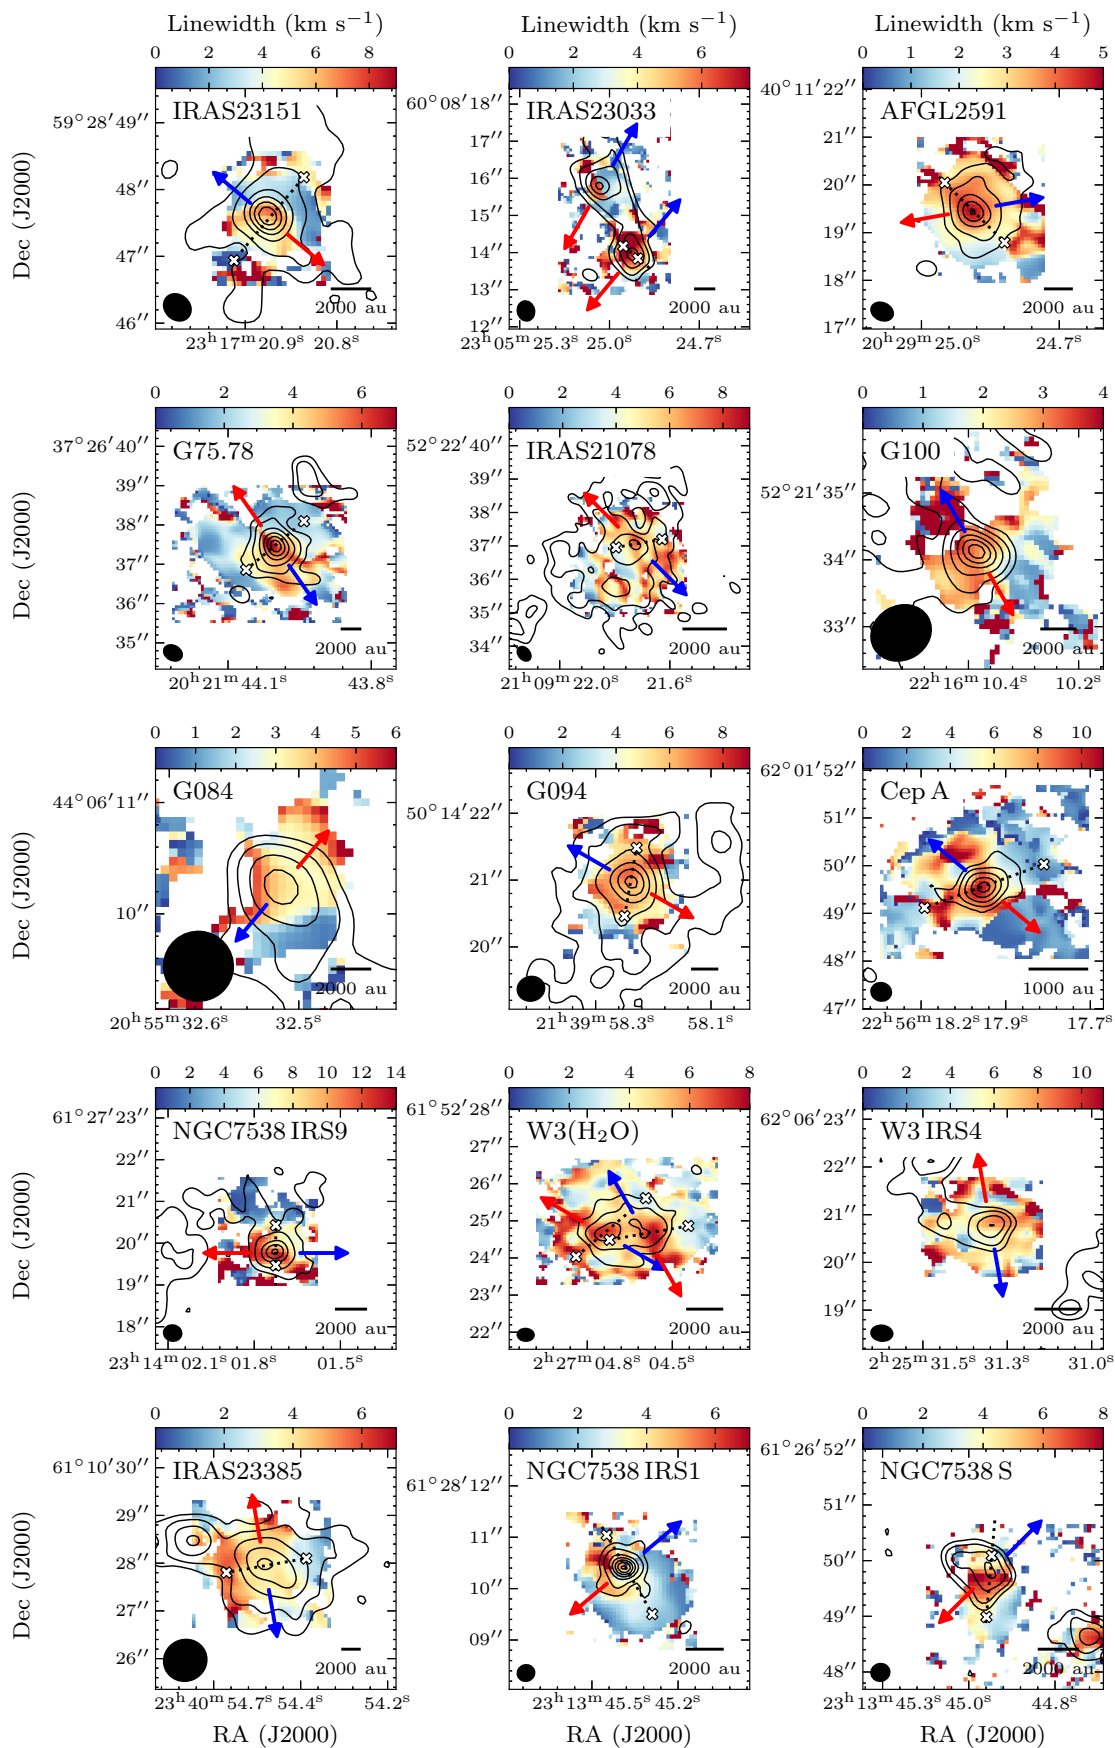 Linewidth (km s⁻¹) Linewidth (km s⁻¹) Linewidth (km s⁻¹)
0 2 4 6 8 0 2 4 6 0 1 2 3 4 5
IRAS23151 IRAS23033 AFGL2591
59°28′49″ 48″ 47″ 46″
60°08′18″ 17″ 16″ 15″ 14″ 13″ 12″
40°11′22″ 21″ 20″ 19″ 18″ 17″
Dec (J2000)
2000 au 2000 au 2000 au
23ʰ17ᵐ20.9ˢ 20.8ˢ 23ʰ05ᵐ25.3ˢ 25.0ˢ 24.7ˢ 20ʰ29ᵐ25.0ˢ 24.7ˢ
0 2 4 6 0 2 4 6 0 1 2 3 4
G75.78 IRAS21078 G100
37°26′40″ 39″ 38″ 37″ 36″ 35″
52°22′40″ 39″ 38″ 37″ 36″ 35″ 34″
52°21′35″ 34″ 33″
Dec (J2000)
2000 au 2000 au 2000 au
20ʰ21ᵐ44.1ˢ 43.8ˢ 21ʰ09ᵐ22.0ˢ 21.6ˢ 22ʰ16ᵐ10.4ˢ 10.2ˢ
0 1 2 3 4 5 6 0 2 4 6 8 0 2 4 6 8 10
G084 G094 Cep A
44°06′11″ 10″
50°14′22″ 21″ 20″
62°01′52″ 51″ 50″ 49″ 48″ 47″
Dec (J2000)
2000 au 2000 au 1000 au
20ʰ55ᵐ32.6ˢ 32.5ˢ 21ʰ39ᵐ58.3ˢ 58.1ˢ 22ʰ56ᵐ18.2ˢ 17.9ˢ 17.7ˢ
0 2 4 6 8 10 12 14 0 2 4 6 8 0 2 4 6 8 10
NGC7538 IRS9 W3(H₂O) W3 IRS4
61°27′23″ 22″ 21″ 20″ 19″ 18″
61°52′28″ 27″ 26″ 25″ 24″ 23″ 22″
62°06′23″ 22″ 21″ 20″ 19″
Dec (J2000)
2000 au 2000 au 2000 au
23ʰ14ᵐ02.1ˢ 01.8ˢ 01.5ˢ 2ʰ27ᵐ04.8ˢ 04.5ˢ 2ʰ25ᵐ31.5ˢ 31.3ˢ 31.0ˢ
0 2 4 6 0 2 4 6 0 2 4 6 8
IRAS23385 NGC7538 IRS1 NGC7538 S
61°10′30″ 29″ 28″ 27″ 26″
61°28′12″ 11″ 10″ 09″
61°26′52″ 51″ 50″ 49″ 48″
Dec (J2000)
2000 au 2000 au 2000 au
23ʰ40ᵐ54.7ˢ 54.4ˢ 54.2ˢ 23ʰ13ᵐ45.5ˢ 45.2ˢ 23ʰ13ᵐ45.3ˢ 45.0ˢ 44.8ˢ
RA (J2000) RA (J2000) RA (J2000)